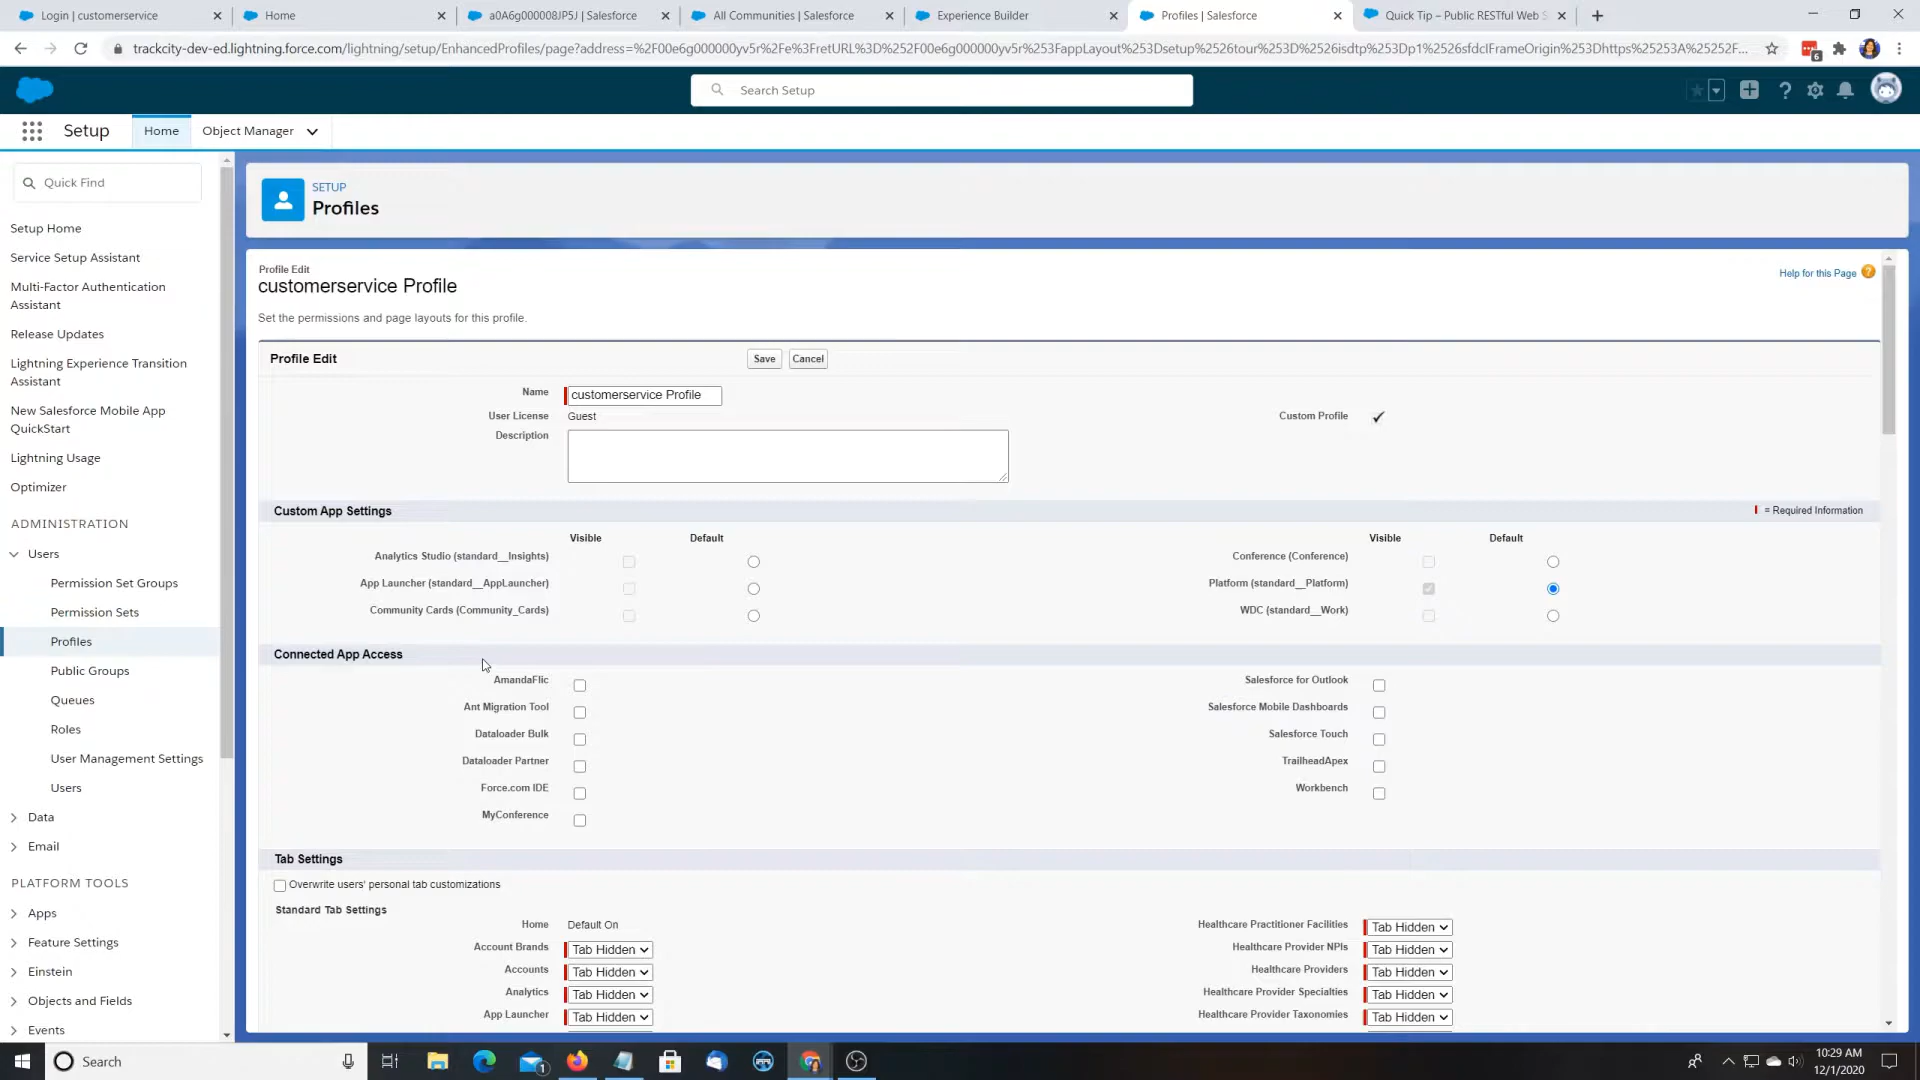 Login | customerservice
Home
a0A6g000008JP5J | Salesforce
All Communities | Salesforce
Experience Builder
Profiles | Salesforce
Quick Tip – Public RESTful Web S
trackcity-dev-ed.lightning.force.com/lightning/setup/EnhancedProfiles/page?address=%2F00e6g000000yv5r%2Fe%3FretURL%3D%252F00e6g000000yv5r%253FappLayout%253Dsetup%2526tour%253D%2526isdtp%253Dp1%2526sfdcIFrameOrigin%253Dhttps%25253A%25252F...
6
Search Setup
Setup
Home
Object Manager
Quick Find
Setup Home
Service Setup Assistant
Multi-Factor Authentication
Assistant
Release Updates
Lightning Experience Transition
Assistant
New Salesforce Mobile App
QuickStart
Lightning Usage
Optimizer
ADMINISTRATION
Users
Permission Set Groups
Permission Sets
Profiles
Public Groups
Queues
Roles
User Management Settings
Users
Data
Email
PLATFORM TOOLS
Apps
Feature Settings
Einstein
Objects and Fields
Events
SETUP
Profiles
Profile Edit
customerservice Profile
Help for this Page
Set the permissions and page layouts for this profile.
Profile Edit
Save
Cancel
Name
customerservice Profile
User License
Guest
Custom Profile
Description
Custom App Settings
= Required Information
Visible
Default
Visible
Default
Analytics Studio (standard__Insights)
Conference (Conference)
App Launcher (standard__AppLauncher)
Platform (standard__Platform)
Community Cards (Community_Cards)
WDC (standard__Work)
Connected App Access
AmandaFlic
Salesforce for Outlook
Ant Migration Tool
Salesforce Mobile Dashboards
Dataloader Bulk
Salesforce Touch
Dataloader Partner
TrailheadApex
Force.com IDE
Workbench
MyConference
Tab Settings
Overwrite users' personal tab customizations
Standard Tab Settings
Home
Default On
Healthcare Practitioner Facilities
Tab Hidden
Account Brands
Tab Hidden
Healthcare Provider NPIs
Tab Hidden
Accounts
Tab Hidden
Healthcare Providers
Tab Hidden
Analytics
Tab Hidden
Healthcare Provider Specialties
Tab Hidden
App Launcher
Tab Hidden
Healthcare Provider Taxonomies
Tab Hidden
Search
1
10:29 AM
12/1/2020